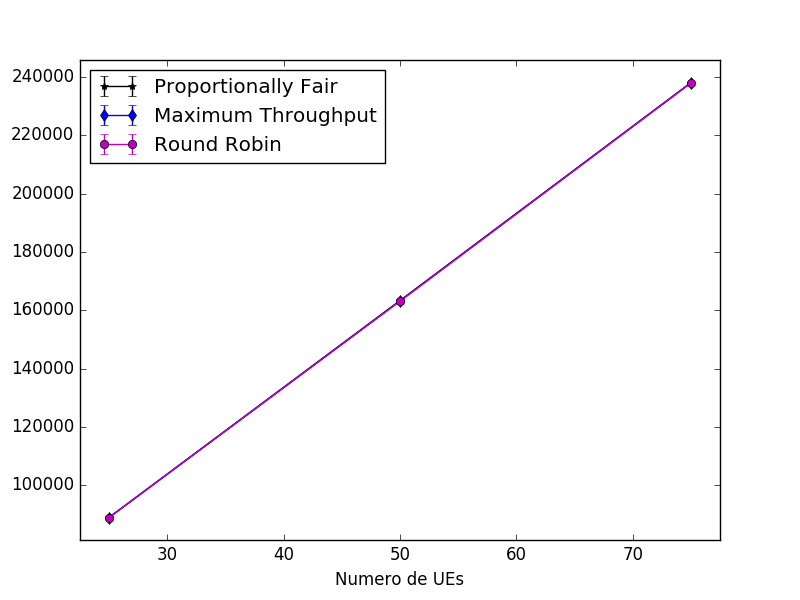 Proportionally Fair
Maximum Throughput
Round Robin
240000
220000
200000
180000
160000
140000
120000
100000
30 40 50 60 70
Numero de UEs